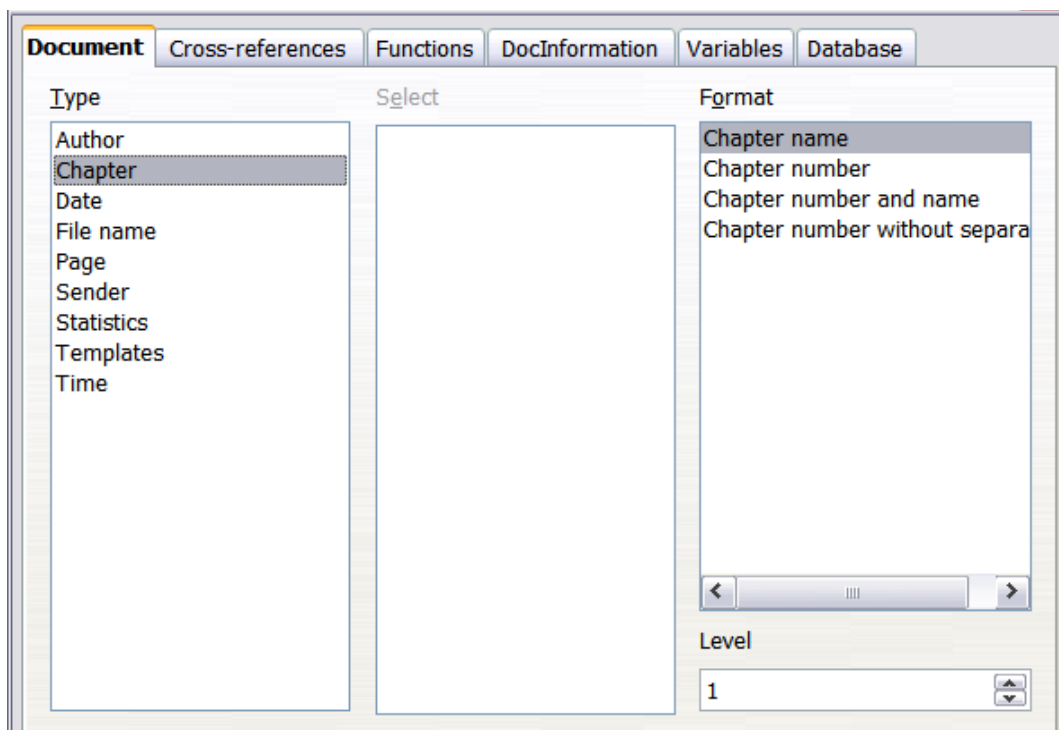 Document Cross-references Functions DocInformation Variables Database
Type Select Format
Author
Chapter
Date
File name
Page
Sender
Statistics
Templates
Time
Chapter name
Chapter number
Chapter number and name
Chapter number without separa
Level
1